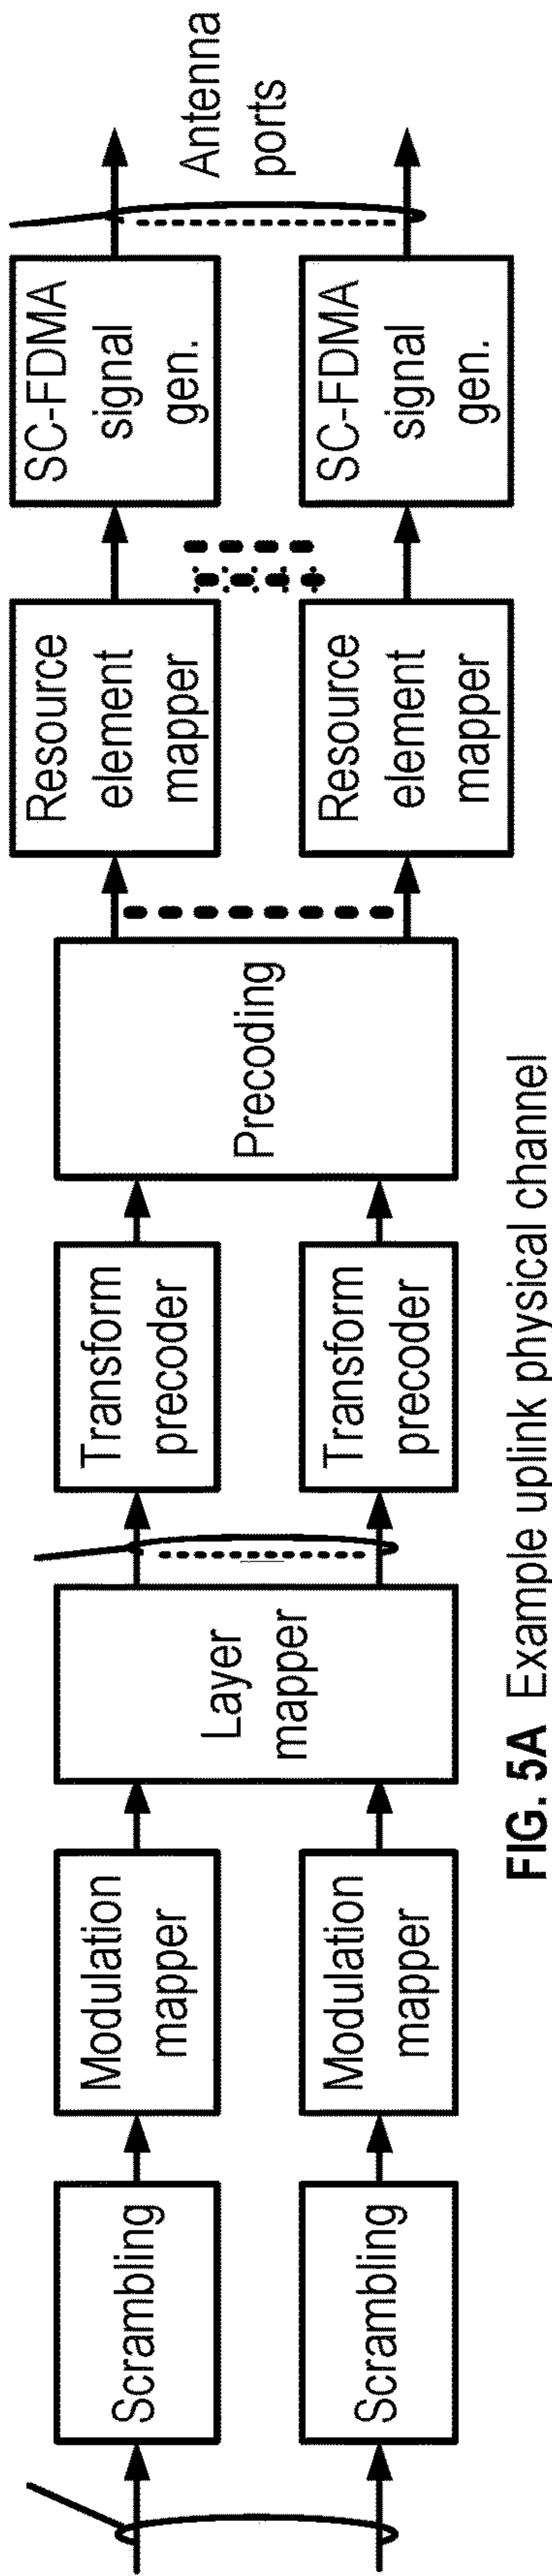 Scrambling
Modulation
mapper
Layer
mapper
Transform
precoder
Precoding
Resource
element
mapper
SC-FDMA
signal
gen.
Antenna
ports
Scrambling
Modulation
mapper
Transform
precoder
Resource
element
mapper
SC-FDMA
signal
gen.
FIG. 5A Example uplink physical channel